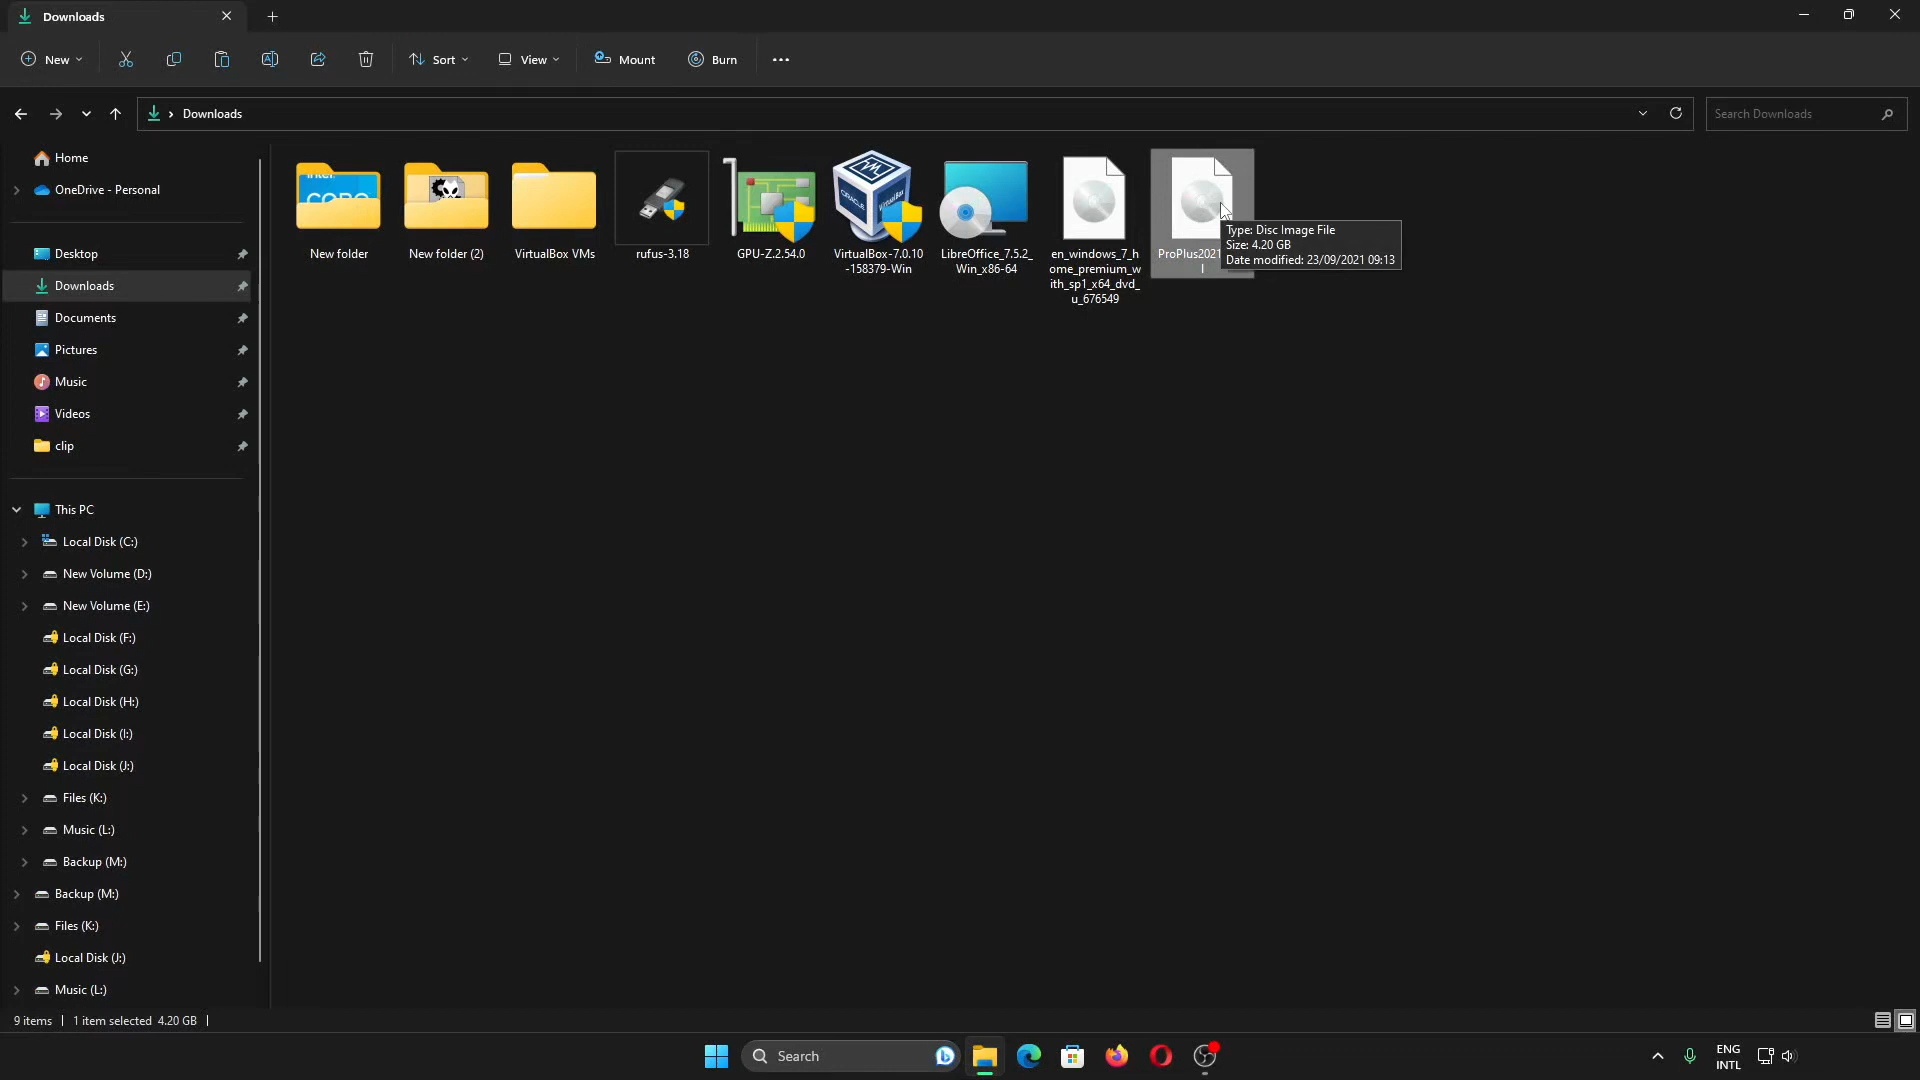 Downloads
New
Sort
View
Mount
Burn
Downloads
Search Downloads
Home
OneDrive - Personal
Desktop
Downloads
Documents
Pictures
Music
Videos
clip
This PC
Local Disk (C:)
New Volume (D:)
New Volume (E:)
Local Disk (F:)
Local Disk (G:)
Local Disk (H:)
Local Disk (I:)
Local Disk (J:)
Files (K:)
Music (L:)
Backup (M:)
Backup (M:)
Files (K:)
Local Disk (J:)
Music (L:)
intel
CORE
New folder
New folder (2)
VirtualBox VMs
rufus-3.18
GPU-Z.2.54.0
ORACLE
VirtualBox
VirtualBox-7.0.10
-158379-Win
LibreOffice_7.5.2_
Win_x86-64
en_windows_7_h
ome_premium_w
ith_sp1_x64_dvd_
u_676549
ProPlus2021
l
Type: Disc Image File
Size: 4.20 GB
Date modified: 23/09/2021 09:13
9 items
1 item selected 4.20 GB
Search
ENG
INTL